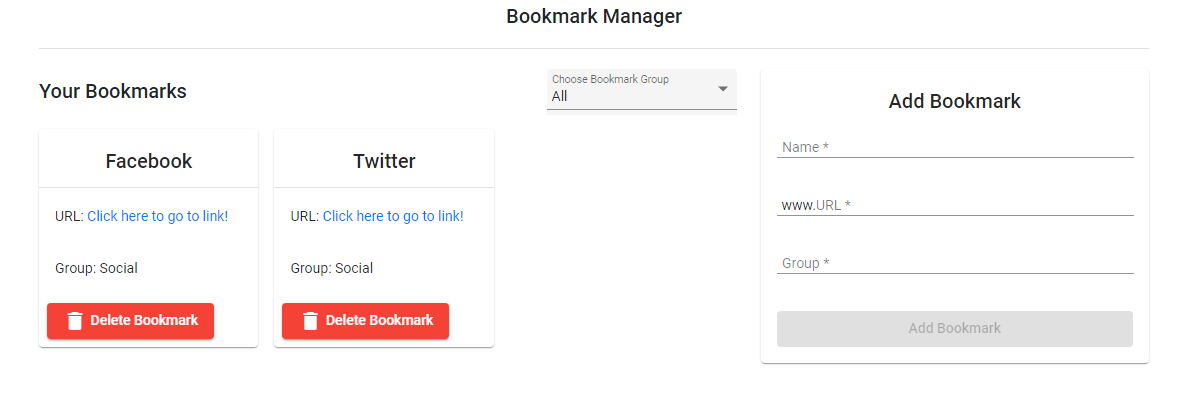 Bookmark Manager
Your Bookmarks
Choose Bookmark Group
All
Facebook
URL: Click here to go to link!
Group: Social
Delete Bookmark
Twitter
URL: Click here to go to link!
Group: Social
Delete Bookmark
Add Bookmark
Name *
www.URL *
Group *
Add Bookmark